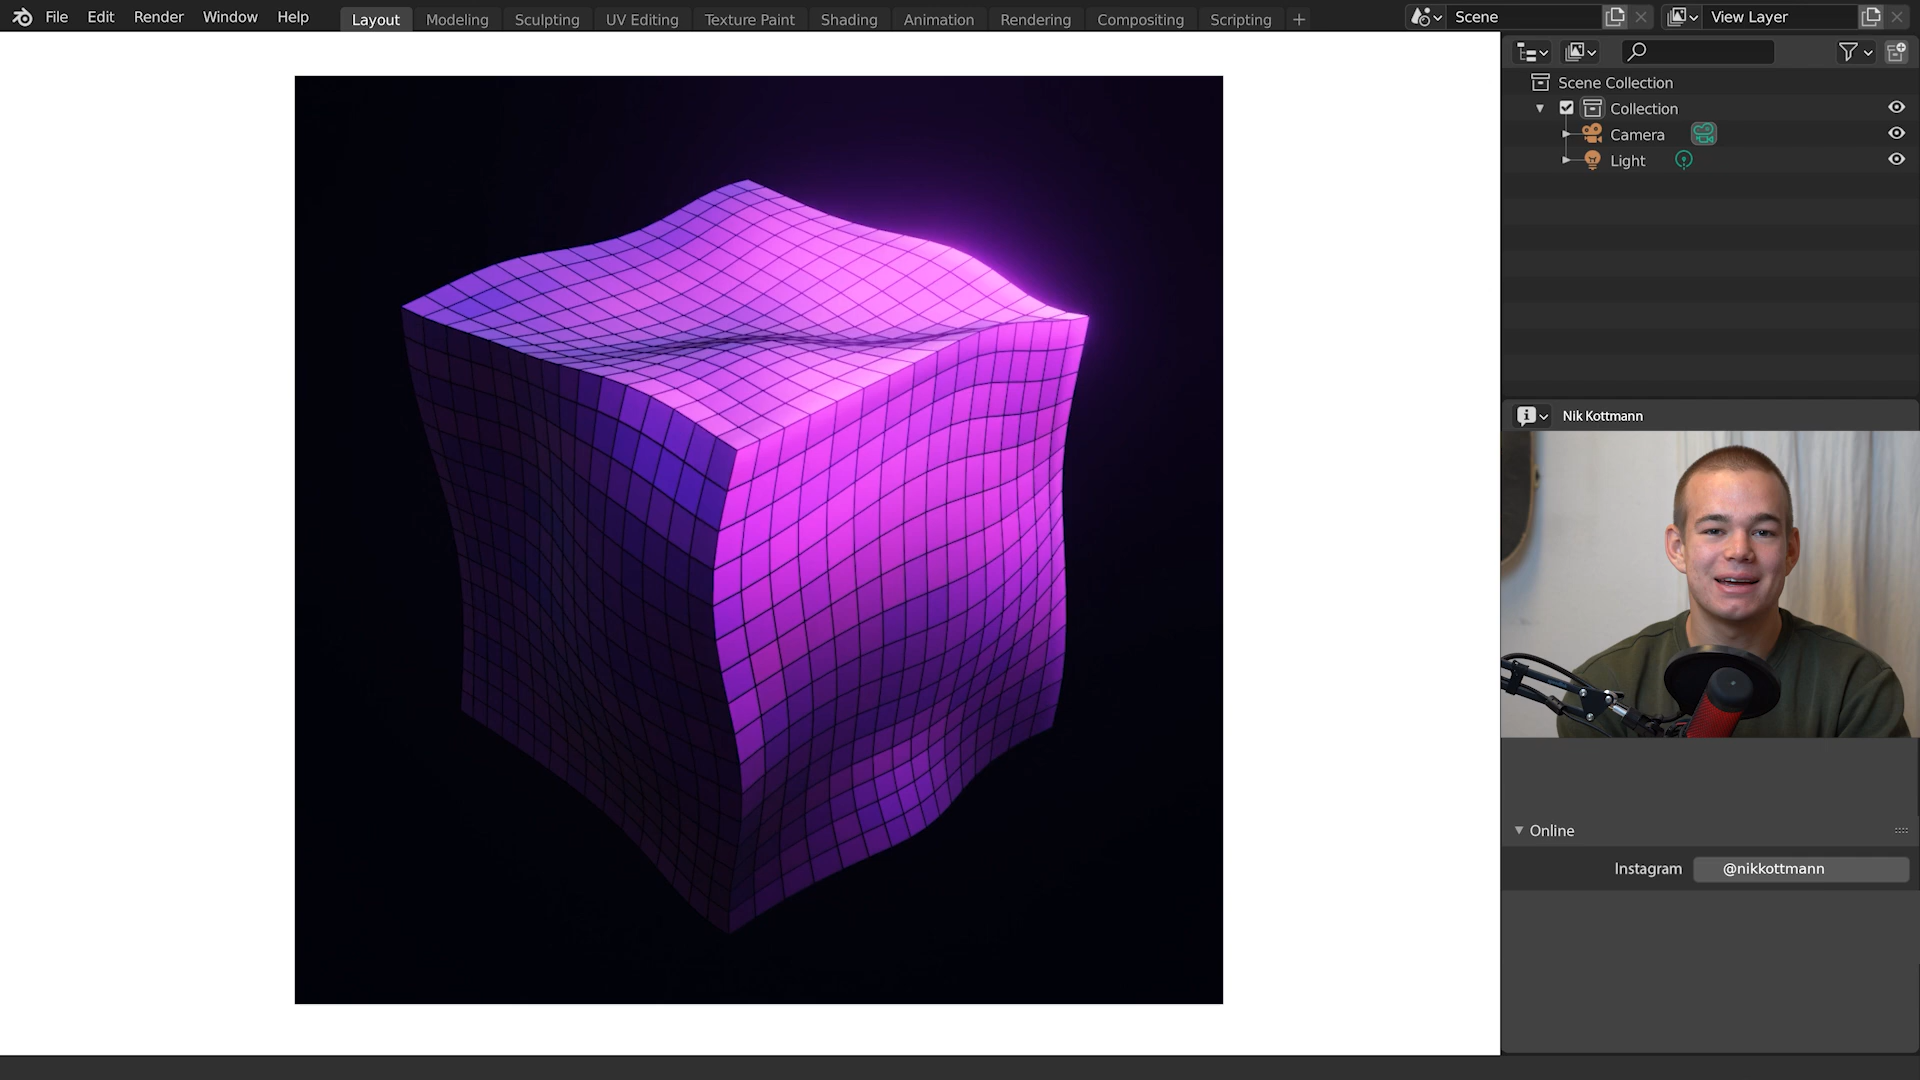 File Edit Render Window Help
Layout Modeling Sculpting UV Editing Texture Paint Shading Animation Rendering Compositing Scripting +
Scene
View Layer
Scene Collection
Collection
Camera
Light
Nik Kottmann
Online
Instagram @nikkottmann